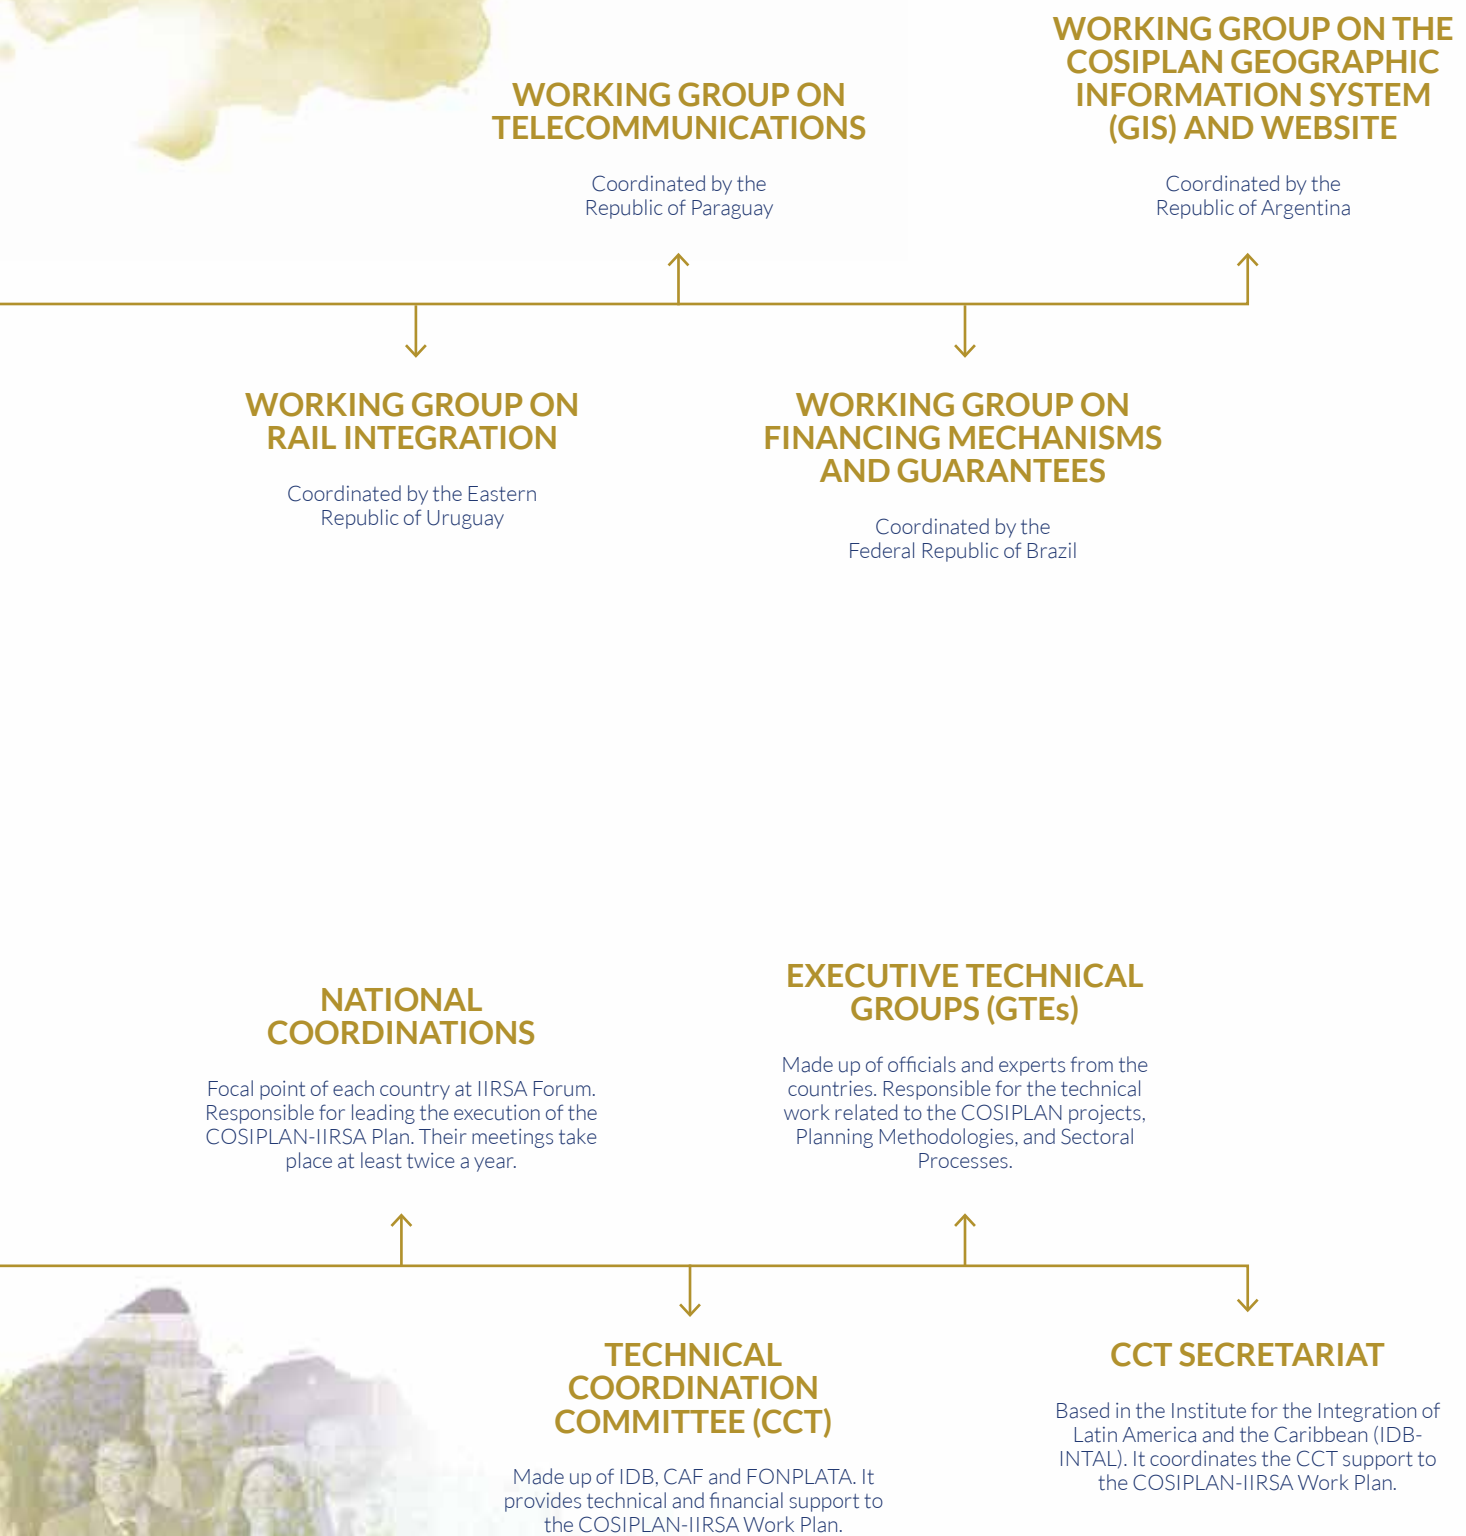 WORKING GROUP ON
TELECOMMUNICATIONS
Coordinated by the
Republic of Paraguay
WORKING GROUP ON THE
COSIPLAN GEOGRAPHIC
INFORMATION SYSTEM
(GIS) AND WEBSITE
Coordinated by the
Republic of Argentina
WORKING GROUP ON
RAIL INTEGRATION
Coordinated by the Eastern
Republic of Uruguay
WORKING GROUP ON
FINANCING MECHANISMS
AND GUARANTEES
Coordinated by the
Federal Republic of Brazil
NATIONAL
COORDINATIONS
Focal point of each country at IIRSA Forum.
Responsible for leading the execution of the
COSIPLAN-IIRSA Plan. Their meetings take
place at least twice a year.
EXECUTIVE TECHNICAL
GROUPS (GTEs)
Made up of officials and experts from the
countries. Responsible for the technical
work related to the COSIPLAN projects,
Planning Methodologies, and Sectoral
Processes.
TECHNICAL
COORDINATION
COMMITTEE (CCT)
Made up of IDB, CAF and FONPLATA. It
provides technical and financial support to
the COSIPLAN-IIRSA Work Plan.
CCT SECRETARIAT
Based in the Institute for the Integration of
Latin America and the Caribbean (IDB-
INTAL). It coordinates the CCT support to
the COSIPLAN-IIRSA Work Plan.